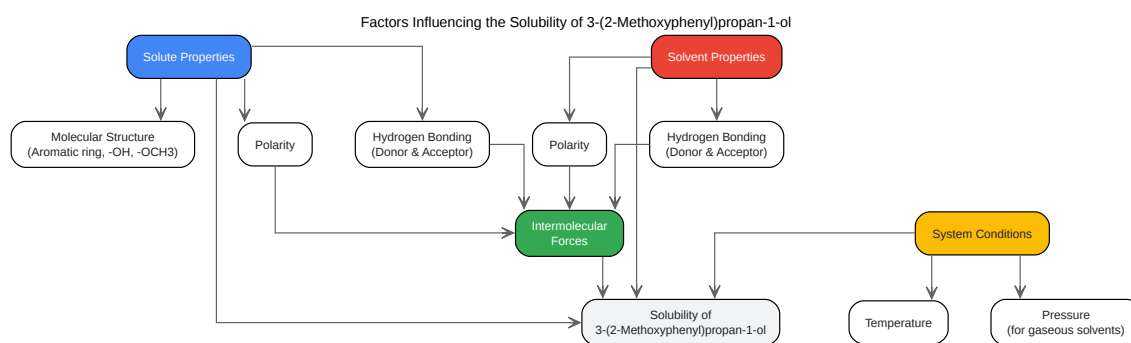 Factors Influencing the Solubility of 3-(2-Methoxyphenyl)propan-1-ol
Solute Properties
Solvent Properties
Molecular Structure
(Aromatic ring, -OH, -OCH3)
Polarity
Hydrogen Bonding
(Donor & Acceptor)
Polarity
Hydrogen Bonding
(Donor & Acceptor)
Intermolecular
Forces
System Conditions
Solubility of
3-(2-Methoxyphenyl)propan-1-ol
Temperature
Pressure
(for gaseous solvents)